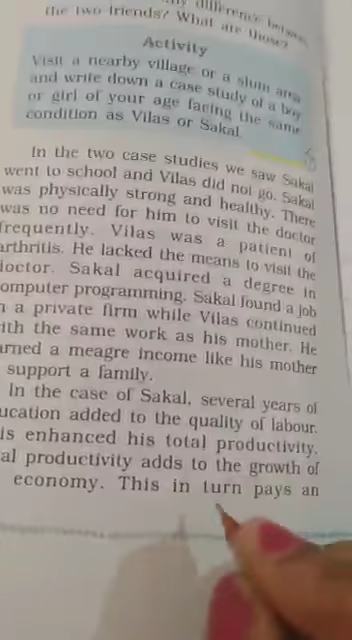 difference between
the two friends? What are those?
Activity
Visit a nearby village or a slum area
and write down a case study of a boy
or girl of your age facing the same
condition as Vilas or Sakal.
In the two case studies we saw Sakal
went to school and Vilas did not go. Sakal
was physically strong and healthy. There
was no need for him to visit the doctor
frequently. Vilas was a patient of
arthritis. He lacked the means to visit the
doctor. Sakal acquired a degree in
omputer programming. Sakal found a job
n a private firm while Vilas continued
ith the same work as his mother. He
arned a meagre income like his mother
support a family.
In the case of Sakal, several years of
ucation added to the quality of labour.
is enhanced his total productivity.
al productivity adds to the growth of
economy. This in turn pays an